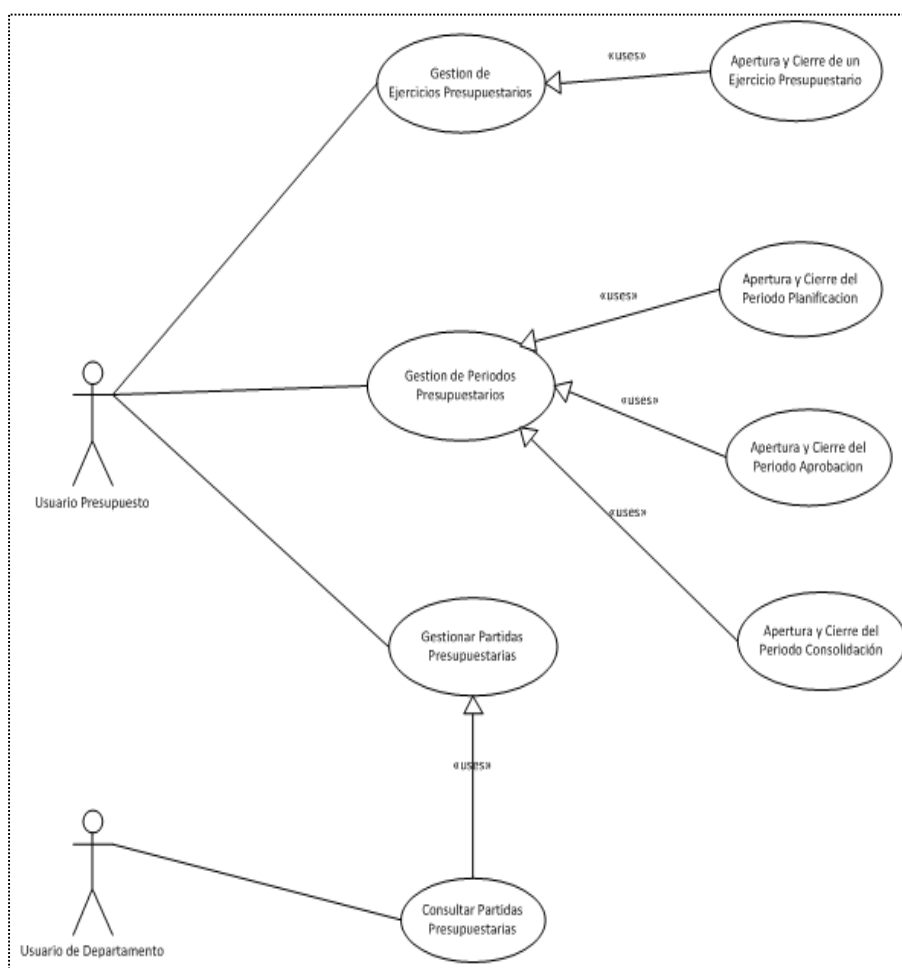 Gestion de
Ejercicios Presupuestarios
«uses»
Apertura y Cierre de un
Ejercicio Presupuestario
Apertura y Cierre del
Periodo Planificacion
«uses»
Gestion de Periodos
Presupuestarios
«uses»
Apertura y Cierre del
Periodo Aprobacion
Usuario Presupuesto
«uses»
Gestionar Partidas
Presupuestarias
Apertura y Cierre del
Periodo Consolidación
«uses»
Consultar Partidas
Presupuestarias
Usuario de Departamento